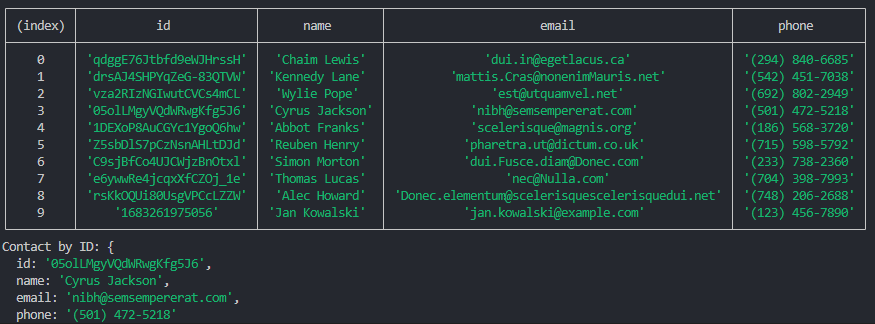 (index) id name email phone
0 'qdggE76Jtbfd9eWJHrssH' 'Chaim Lewis' 'dui.in@egetlacus.ca' '(294) 840-6685'
1 'drsAJ4SHPYqZeG-83QTVW' 'Kennedy Lane' 'mattis.Cras@nonenimMauris.net' '(542) 451-7038'
2 'vza2RIzNGIwutCVCs4mCL' 'Wylie Pope' 'est@utquamvel.net' '(692) 802-2949'
3 '05olLMgyVQdWRwgKfg5J6' 'Cyrus Jackson' 'nibh@semsempererat.com' '(501) 472-5218'
4 '1DEXoP8AuCGYc1YgoQ6hw' 'Abbot Franks' 'scelerisque@magnis.org' '(186) 568-3720'
5 'Z5sbDlS7pCzNsnAHLtDJd' 'Reuben Henry' 'pharetra.ut@dictum.co.uk' '(715) 598-5792'
6 'C9sjBfCo4UJCWjzBnOtxl' 'Simon Morton' 'dui.Fusce.diam@Donec.com' '(233) 738-2360'
7 'e6ywwRe4jcqxXfCZOj_1e' 'Thomas Lucas' 'nec@Nulla.com' '(704) 398-7993'
8 'rsKkOQUi80UsgVPCcLZZW' 'Alec Howard' 'Donec.elementum@scelerisquescelerisquedui.net' '(748) 206-2688'
9 '1683261975056' 'Jan Kowalski' 'jan.kowalski@example.com' '(123) 456-7890'
Contact by ID: {
id: '05olLMgyVQdWRwgKfg5J6',
name: 'Cyrus Jackson',
email: 'nibh@semsempererat.com',
phone: '(501) 472-5218'